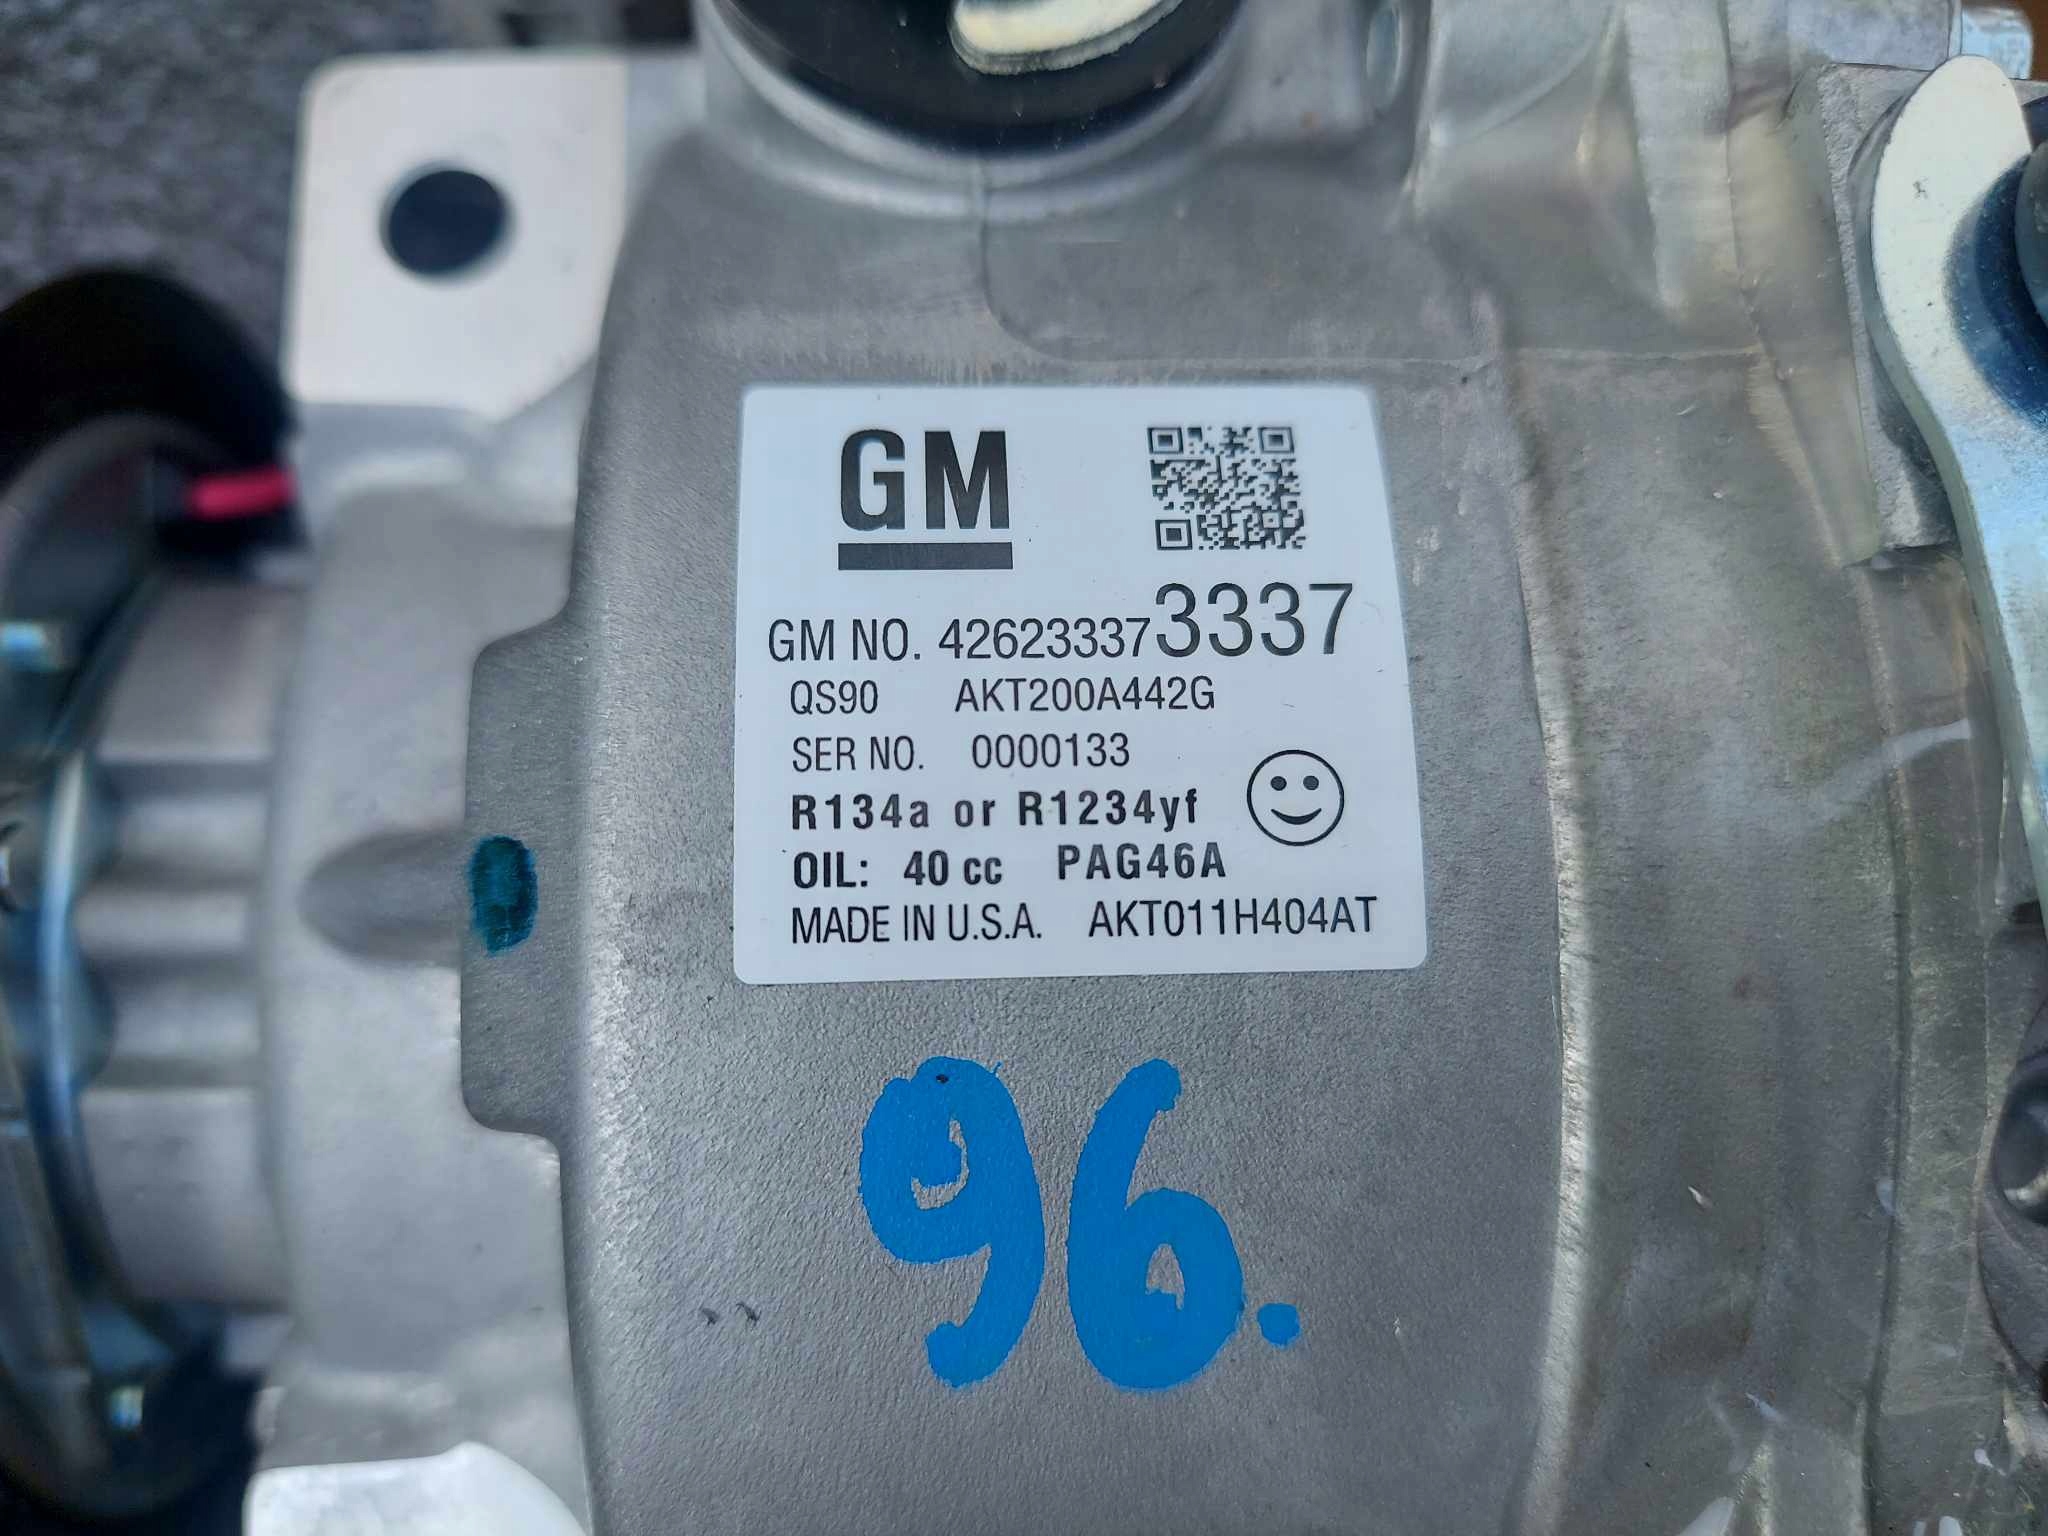 GM
GM NO. 42623337 3337
QS90 AKT200A442G
SER NO. 0000133
R134a or R1234yf
OIL: 40 cc PAG46A
MADE IN U.S.A. AKT011H404AT
96.